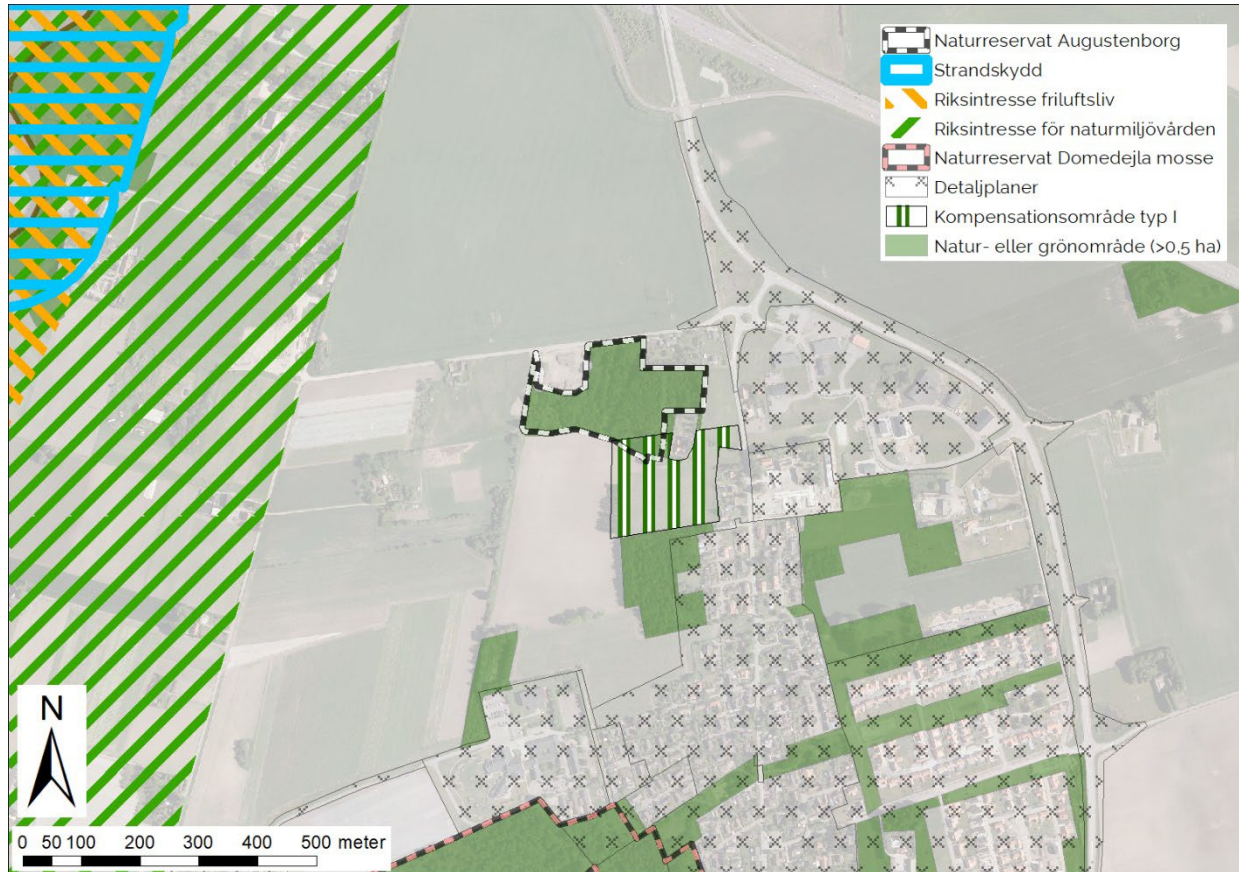 Naturreservat Augustenborg
Strandskydd
Riksintresse friluftsliv
Riksintresse för naturmiljövården
Naturreservat Domedejla mosse
Detaljplaner
Kompensationsområde typ I
Natur- eller grönområde (>0,5 ha)
N
0 50 100 200 300 400 500 meter